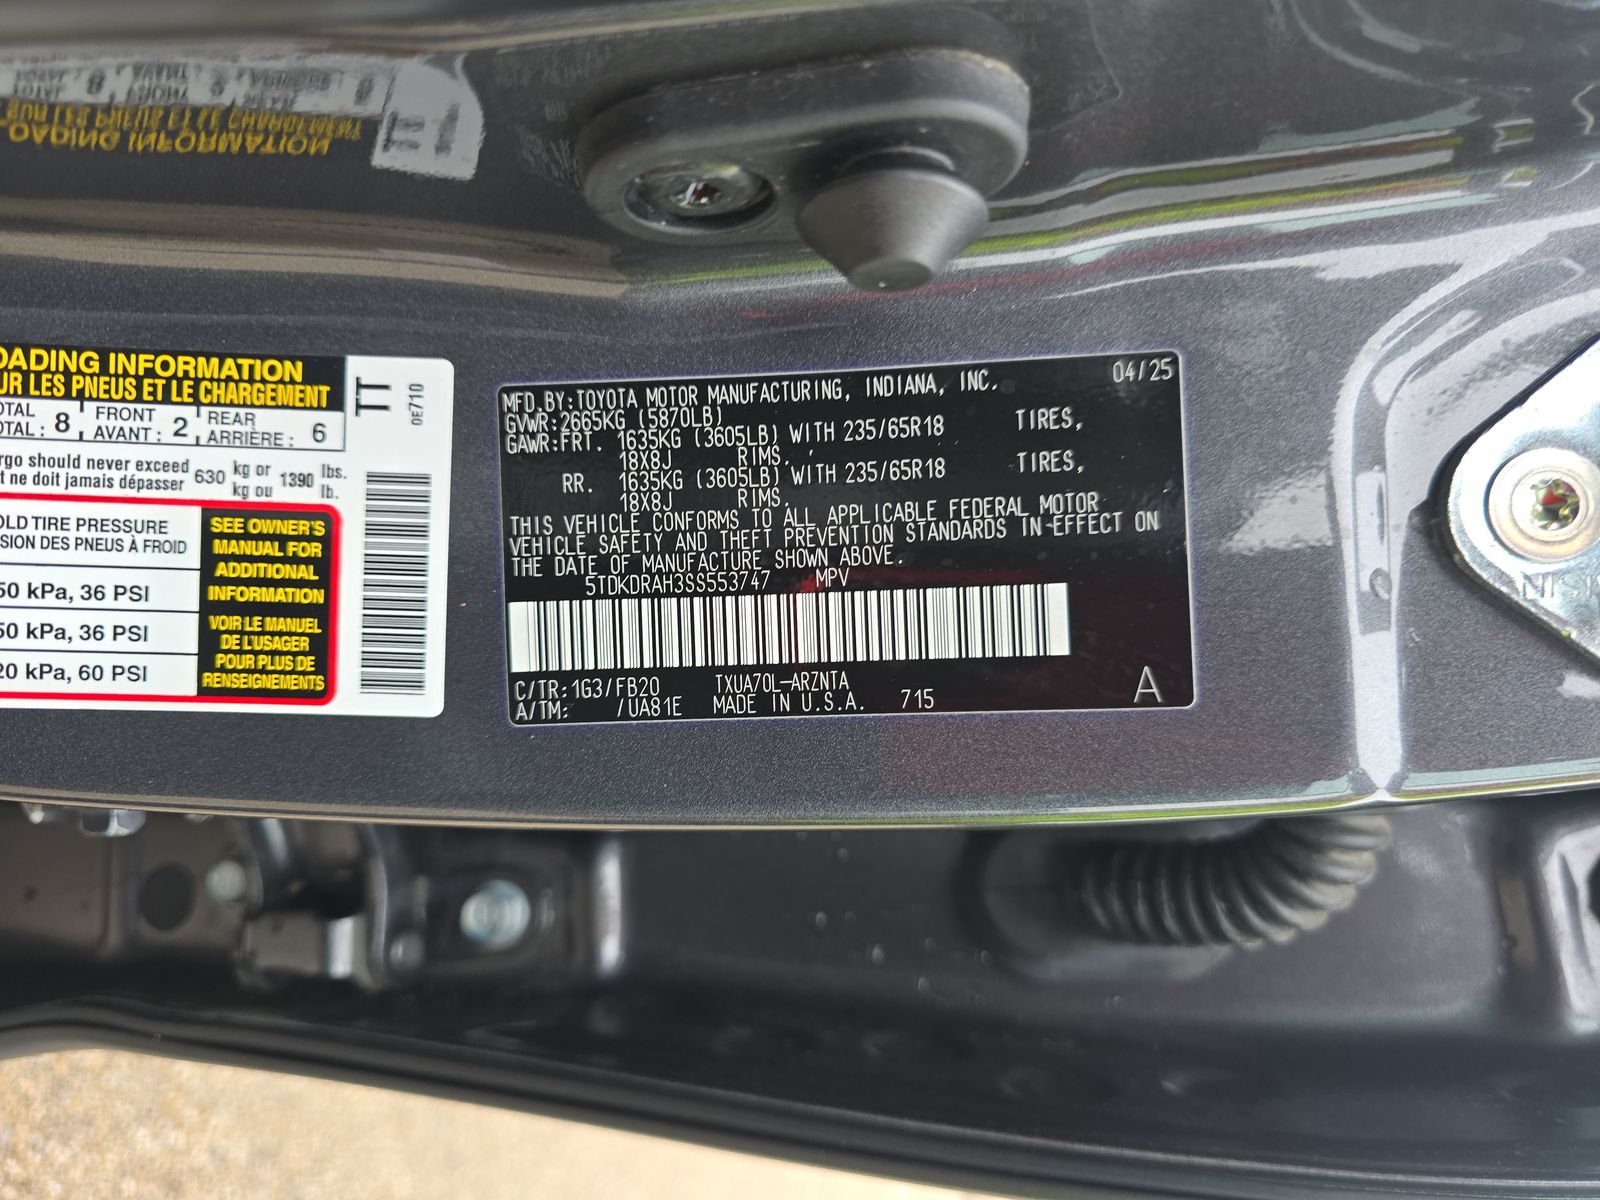 OADING INFORMATION
UR LES PNEUS ET LE CHARGEMENT
OTAL : 8 FRONT AVANT : 2 REAR ARRIÈRE : 6
rgo should never exceed 630 kg or 1390 lbs.
t ne doit jamais dépasser kg ou lb.
OLD TIRE PRESSURE
SION DES PNEUS À FROID
50 kPa, 36 PSI
50 kPa, 36 PSI
20 kPa, 60 PSI
SEE OWNER'S
MANUAL FOR
ADDITIONAL
INFORMATION
VOIR LE MANUEL
DE L'USAGER
POUR PLUS DE
RENSEIGNEMENTS
TT
0E710
MFD.BY:TOYOTA MOTOR MANUFACTURING, INDIANA, INC. 04/25
GVWR:2665KG (5870LB)
GAWR:FRT. 1635KG (3605LB) WITH 235/65R18 TIRES,
18X8J RIMS.
RR. 1635KG (3605LB) WITH 235/65R18 TIRES,
18X8J RIMS.
THIS VEHICLE CONFORMS TO ALL APPLICABLE FEDERAL MOTOR
VEHICLE SAFETY AND THEFT PREVENTION STANDARDS IN EFFECT ON
THE DATE OF MANUFACTURE SHOWN ABOVE.
5TDKDRAH3SS553747 MPV
C/TR:1G3/FB20 TXUA70L-ARZNTA
A/TM: /UA81E MADE IN U.S.A. 715 A